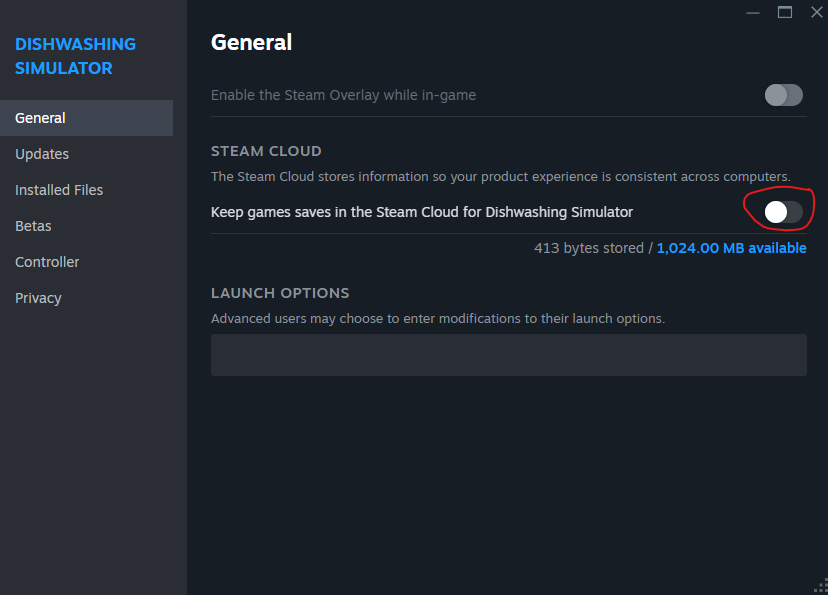 DISHWASHING
SIMULATOR
General
Updates
Installed Files
Betas
Controller
Privacy
General
Enable the Steam Overlay while in-game
STEAM CLOUD
The Steam Cloud stores information so your product experience is consistent across computers.
Keep games saves in the Steam Cloud for Dishwashing Simulator
413 bytes stored / 1,024.00 MB available
LAUNCH OPTIONS
Advanced users may choose to enter modifications to their launch options.